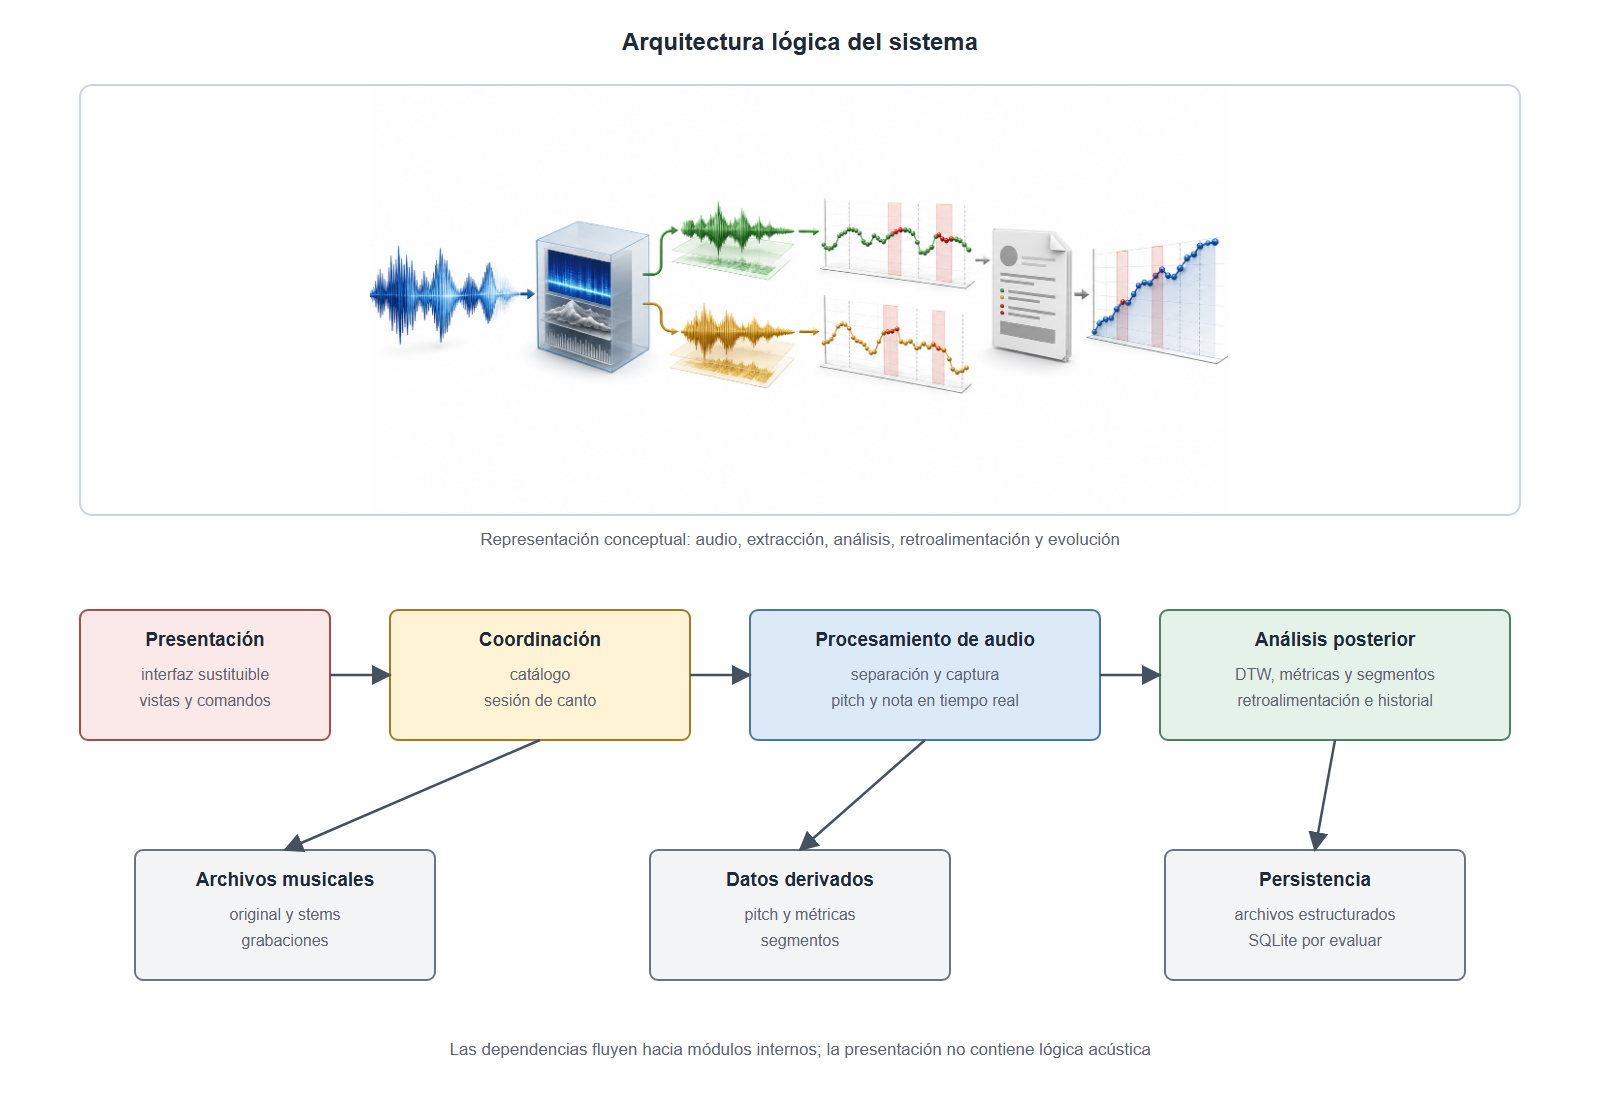 Arquitectura lógica del sistema
Representación conceptual: audio, extracción, análisis, retroalimentación y evolución
Presentación
interfaz sustituible
vistas y comandos
Coordinación
catálogo
sesión de canto
Procesamiento de audio
separación y captura
pitch y nota en tiempo real
Análisis posterior
DTW, métricas y segmentos
retroalimentación e historial
Archivos musicales
original y stems
grabaciones
Datos derivados
pitch y métricas
segmentos
Persistencia
archivos estructurados
SQLite por evaluar
Las dependencias fluyen hacia módulos internos; la presentación no contiene lógica acústica